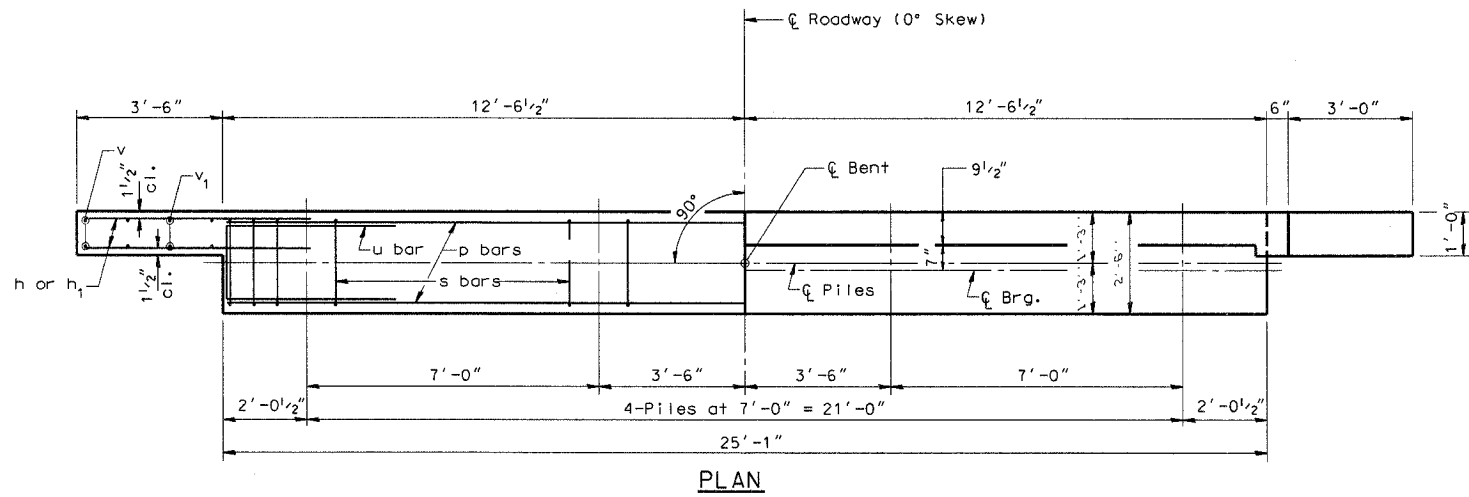 ℄ Roadway (0° Skew)
3'-6"
12'-6½"
12'-6½"
6"
3'-0"
v
1½"
cl.
v₁
90°
℄ Bent
9½"
1'-0"
u bar
p bars
7"
1'-3"
2'-6"
h or h₁
1½"
cl.
s bars
℄ Piles
℄ Brg.
1'-3"
7'-0"
3'-6"
3'-6"
7'-0"
2'-0½"
4-Piles at 7'-0" = 21'-0"
2'-0½"
25'-1"
PLAN